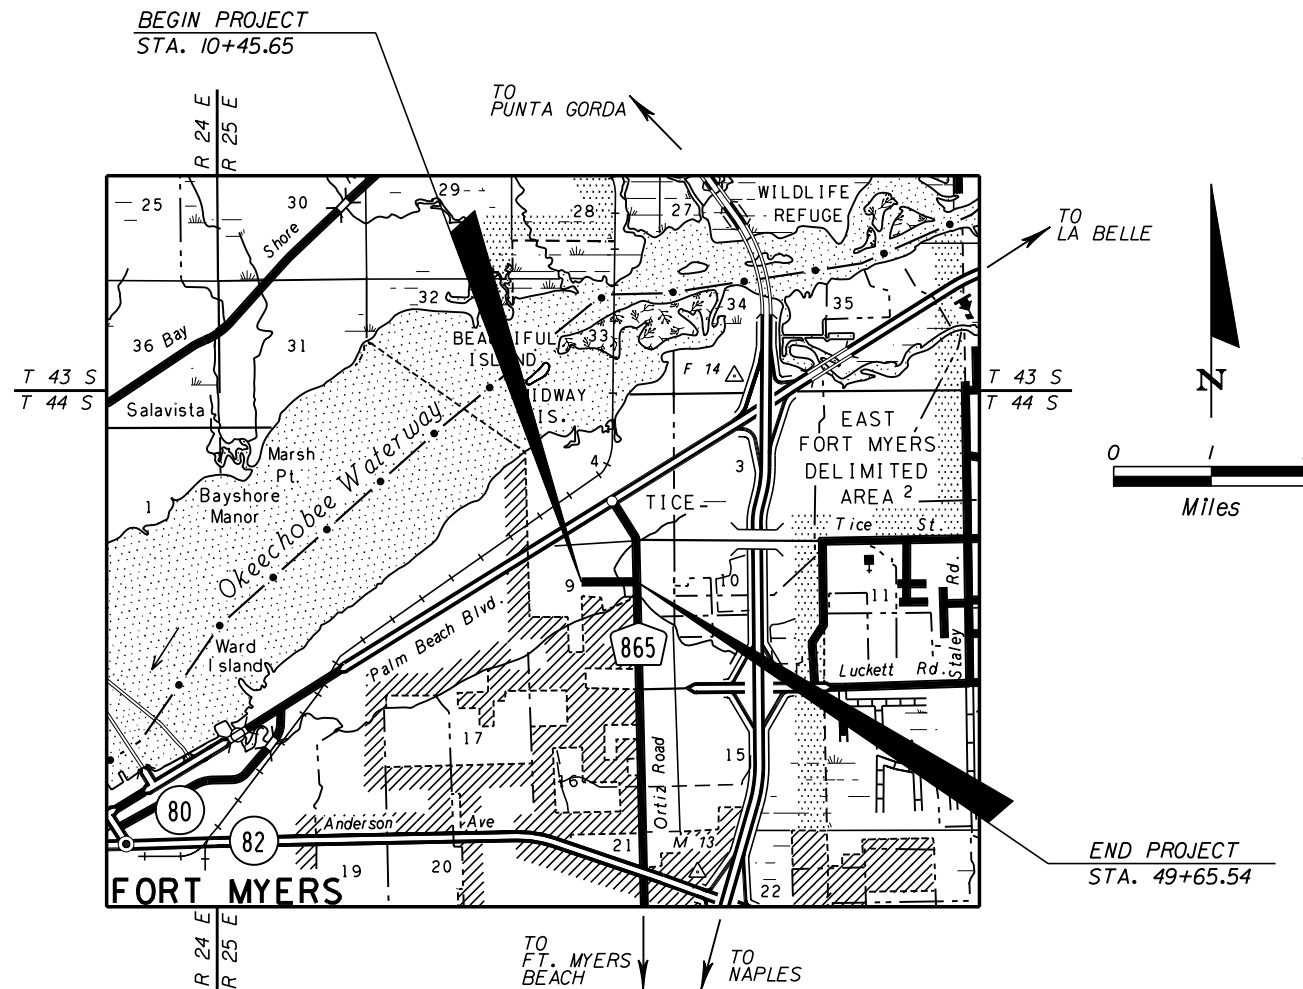 BEGIN PROJECT
STA. 10+45.65
TO
PUNTA GORDA
R 24 E
R 25 E
WILDLIFE
REFUGE
TO
LA BELLE
25
30
29
28
27
Shore
32
34
35
33
BEA IFUL
ISL ND
36 Bay
31
F 14
IDWAY
IS.
T 43 S
T 44 S
T 43 S
T 44 S
N
Salavista
EAST
FORT MYERS
DELIMITED
AREA 2
Okeechobee Waterway
Marsh
Pt.
Bayshore
Manor
1
4
3
TICE
0
1
Miles
Tice St.
9
10
11
Palm Beach Blvd.
865
Ward
Island
Luckett Rd.
Staley Rd.
17
15
Ortiz Road
80
82
Anderson Ave
M 13
19
20
21
22
FORT MYERS
END PROJECT
STA. 49+65.54
R 24 E
R 25 E
TO
FT. MYERS
BEACH
TO
NAPLES